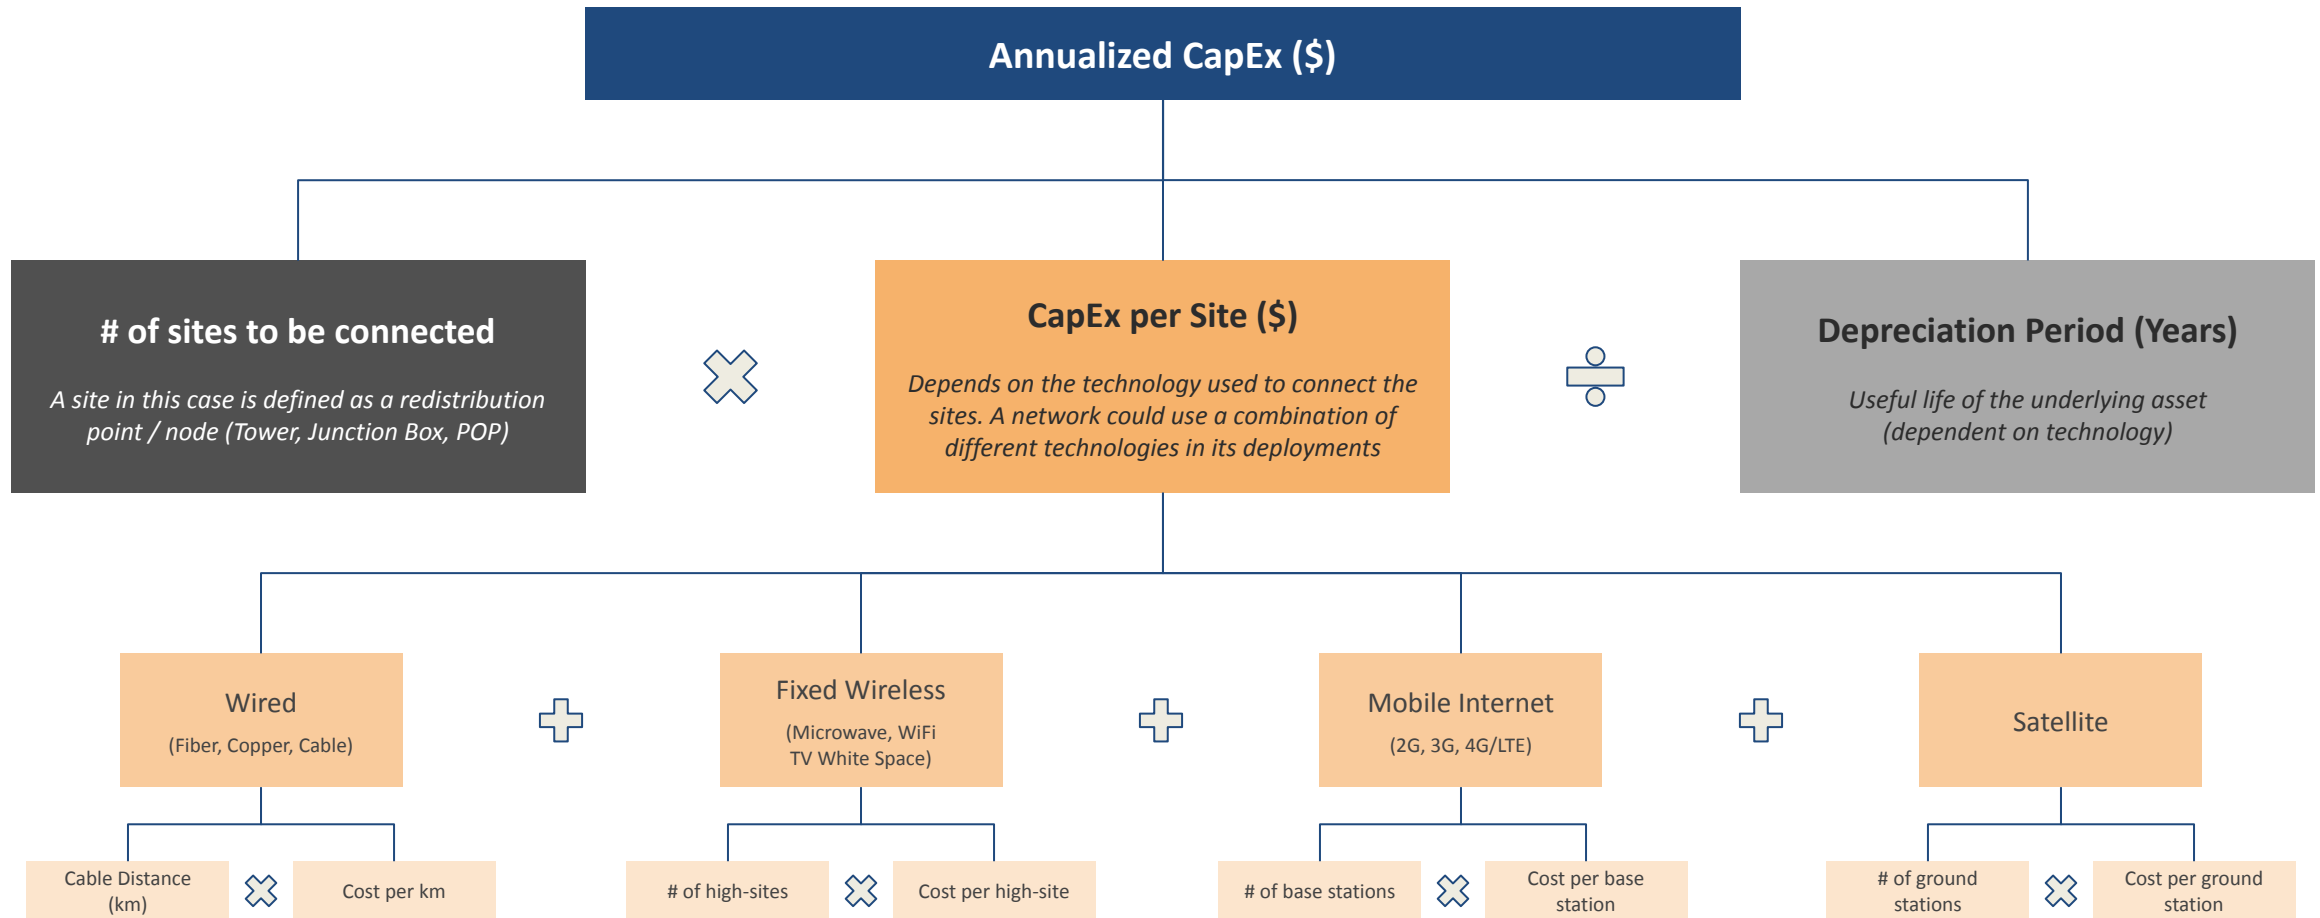 Annualized CapEx ($)
# of sites to be connected
A site in this case is defined as a redistribution
point / node (Tower, Junction Box, POP)
CapEx per Site ($)
Depends on the technology used to connect the
sites. A network could use a combination of
different technologies in its deployments
Depreciation Period (Years)
Useful life of the underlying asset
(dependent on technology)
Wired
(Fiber, Copper, Cable)
Fixed Wireless
(Microwave, WiFi
TV White Space)
Mobile Internet
(2G, 3G, 4G/LTE)
Satellite
Cable Distance
(km)
Cost per km
# of high-sites
Cost per high-site
# of base stations
Cost per base
station
# of ground
stations
Cost per ground
station